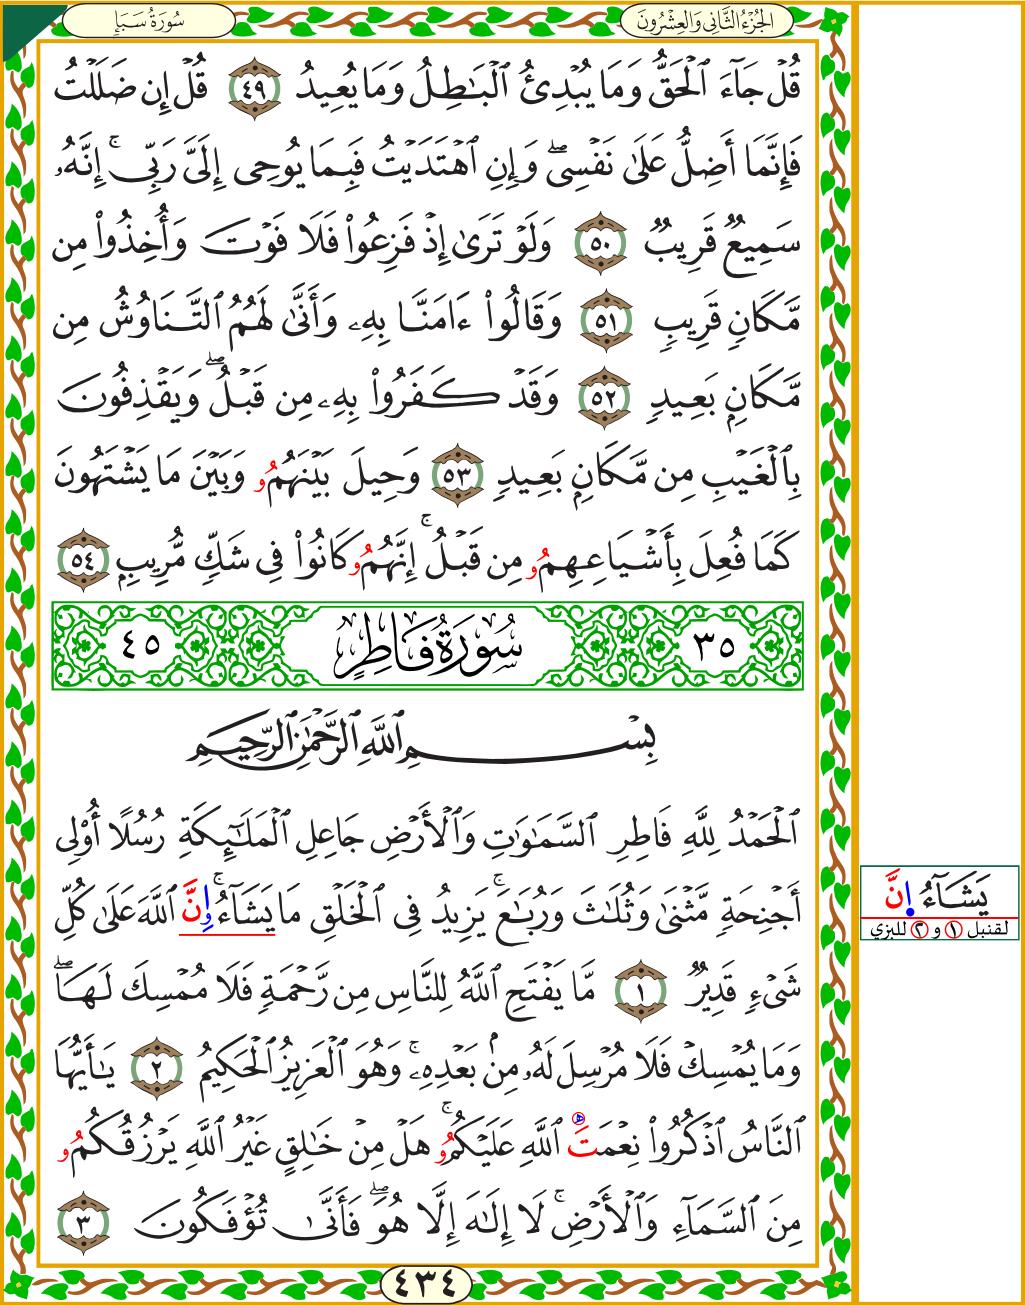 الجُزْءُ الثَّانِي وَالعِشْرُونَ
سُورَةُ سَبَإٍ
قُلۡ جَآءَ ٱلۡحَقُّ وَمَا يُبۡدِئُ ٱلۡبَٰطِلُ وَمَا يُعِيدُ ٤٩ قُلۡ إِن ضَلَلۡتُ
فَإِنَّمَآ أَضِلُّ عَلَىٰ نَفۡسِيۖ وَإِنِ ٱهۡتَدَيۡتُ فَبِمَا يُوحِىٓ إِلَىَّ رَبِّىٓۚ إِنَّهُۥ
سَمِيعٞ قَرِيبٞ ٥٠ وَلَوۡ تَرَىٰٓ إِذۡ فَزِعُواْ فَلَا فَوۡتَ وَأُخِذُواْ مِن
مَّكَانٖ قَرِيبٖ ٥١ وَقَالُوٓاْ ءَامَنَّا بِهِۦ وَأَنَّىٰ لَهُمُ ٱلتَّنَاوُشُ مِن
مَّكَانِۭ بَعِيدٖ ٥٢ وَقَدۡ كَفَرُواْ بِهِۦ مِن قَبۡلُۖ وَيَقۡذِفُونَ
بِٱلۡغَيۡبِ مِن مَّكَانِۭ بَعِيدٖ ٥٣ وَحِيلَ بَيۡنَهُمُو وَبَيۡنَ مَا يَشۡتَهُونَ
كَمَا فُعِلَ بِأَشۡيَاعِهِمُو مِن قَبۡلُۚ إِنَّهُمُو كَانُواْ فِى شَكّٖ مُّرِيبِۭ ٥٤
٣٥ سُورَةُ فَاطِرٍ ٤٥
بِسۡمِ ٱللَّهِ ٱلرَّحۡمَٰنِ ٱلرَّحِيمِ
ٱلۡحَمۡدُ لِلَّهِ فَاطِرِ ٱلسَّمَٰوَٰتِ وَٱلۡأَرۡضِ جَاعِلِ ٱلۡمَلَٰٓئِكَةِ رُسُلًا أُوْلِىٓ
أَجۡنِحَةٖ مَّثۡنَىٰ وَثُلَٰثَ وَرُبَٰعَۚ يَزِيدُ فِى ٱلۡخَلۡقِ مَا يَشَآءُۚ إِنَّ ٱللَّهَ عَلَىٰ كُلِّ
يَشَآءُ اِنَّ
لقنبل ١ و ٢ للبزي
شَىۡءٖ قَدِيرٞ ١ مَّا يَفۡتَحِ ٱللَّهُ لِلنَّاسِ مِن رَّحۡمَةٖ فَلَا مُمۡسِكَ لَهَاۖ
وَمَا يُمۡسِكۡ فَلَا مُرۡسِلَ لَهُۥ مِنۢ بَعۡدِهِۦۚ وَهُوَ ٱلۡعَزِيزُ ٱلۡحَكِيمُ ٢ يَٰٓأَيُّهَا
ٱلنَّاسُ ٱذۡكُرُواْ نِعۡمَتَ ٱللَّهِ عَلَيۡكُمُوۚ هَلۡ مِنۡ خَٰلِقٍ غَيۡرُ ٱللَّهِ يَرۡزُقُكُمُو
مِنَ ٱلسَّمَآءِ وَٱلۡأَرۡضِۚ لَآ إِلَٰهَ إِلَّا هُوَۖ فَأَنَّىٰ تُؤۡفَكُونَ ٣
٤٣٤